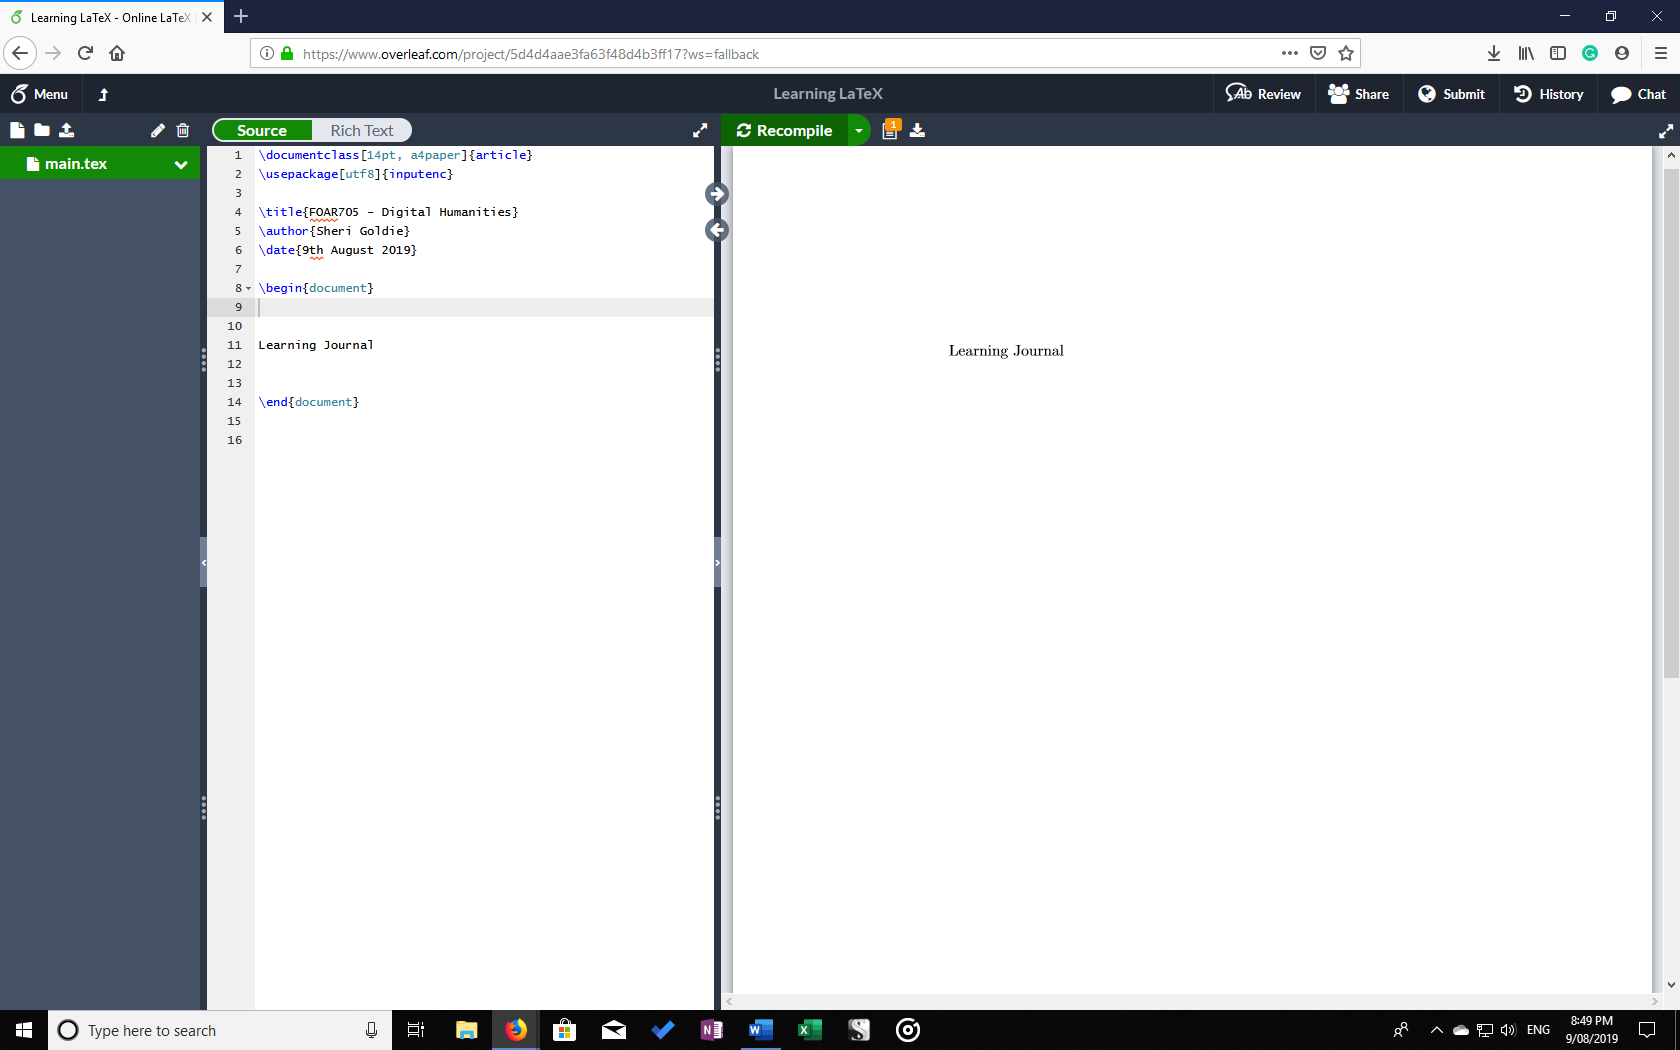 Learning LaTeX - Online LaTeX
https://www.overleaf.com/project/5d4d4aae3fa63f48d4b3ff17?ws=fallback
Menu
Learning LaTeX
Review
Share
Submit
History
Chat
Source
Rich Text
Recompile
1
main.tex
1 \documentclass[14pt, a4paper]{article}
2 \usepackage[utf8]{inputenc}
3
4 \title{FOAR705 - Digital Humanities}
5 \author{Sheri Goldie}
6 \date{9th August 2019}
7
8 \begin{document}
9
10
11 Learning Journal
12
13
14 \end{document}
15
16
Learning Journal
Type here to search
ENG
8:49 PM
9/08/2019